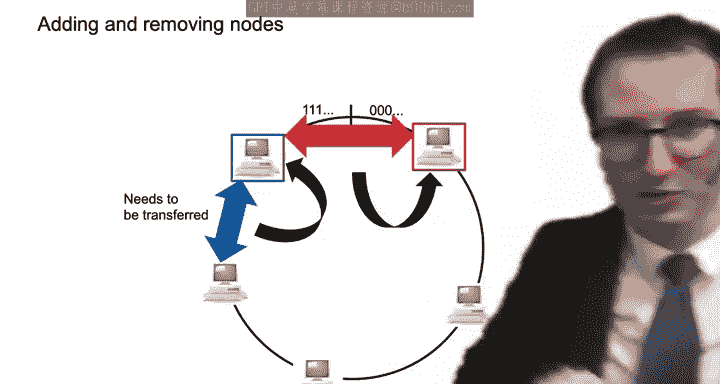 Adding and removing nodes
111...
000...
Needs to
be transferred